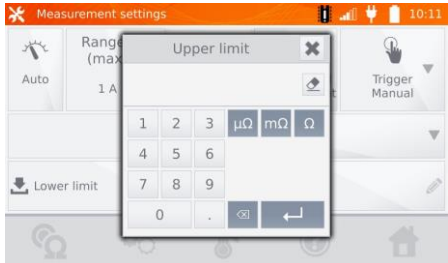 Measurement settings
10:11
Auto
Range
(max
1 A
Upper limit
Trigger
Manual
1 2 3 µΩ mΩ Ω
4 5 6
7 8 9
0 .
Lower limit